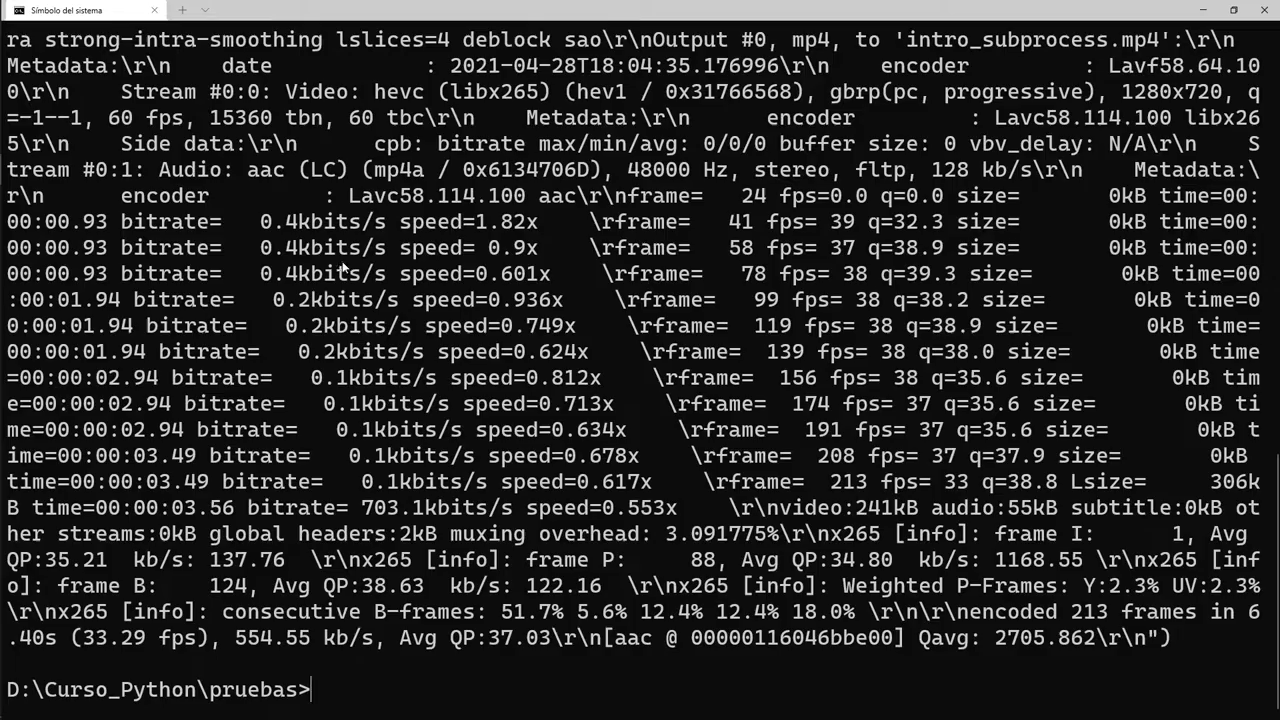 Símbolo del sistema
ra strong-intra-smoothing lslices=4 deblock sao\r\nOutput #0, mp4, to 'intro_subprocess.mp4':\r\n
Metadata:\r\n    date            : 2021-04-28T18:04:35.176996\r\n    encoder         : Lavf58.64.10
0\r\n    Stream #0:0: Video: hevc (libx265) (hev1 / 0x31766568), gbrp(pc, progressive), 1280x720, q
=-1--1, 60 fps, 15360 tbn, 60 tbc\r\n    Metadata:\r\n      encoder         : Lavc58.114.100 libx26
5\r\n    Side data:\r\n      cpb: bitrate max/min/avg: 0/0/0 buffer size: 0 vbv_delay: N/A\r\n    S
tream #0:1: Audio: aac (LC) (mp4a / 0x6134706D), 48000 Hz, stereo, fltp, 128 kb/s\r\n    Metadata:\
r\n      encoder         : Lavc58.114.100 aac\r\nframe=   24 fps=0.0 q=0.0 size=       0kB time=00:
00:00.93 bitrate=   0.4kbits/s speed=1.82x    \rframe=   41 fps= 39 q=32.3 size=       0kB time=00:
00:00.93 bitrate=   0.4kbits/s speed= 0.9x    \rframe=   58 fps= 37 q=38.9 size=       0kB time=00:
00:00.93 bitrate=   0.4kbits/s speed=0.601x    \rframe=   78 fps= 38 q=39.3 size=       0kB time=00
:00:01.94 bitrate=   0.2kbits/s speed=0.936x    \rframe=   99 fps= 38 q=38.2 size=       0kB time=0
0:00:01.94 bitrate=   0.2kbits/s speed=0.749x    \rframe=  119 fps= 38 q=38.9 size=       0kB time=
00:00:01.94 bitrate=   0.2kbits/s speed=0.624x    \rframe=  139 fps= 38 q=38.0 size=       0kB time
=00:00:02.94 bitrate=   0.1kbits/s speed=0.812x    \rframe=  156 fps= 38 q=35.6 size=       0kB tim
e=00:00:02.94 bitrate=   0.1kbits/s speed=0.713x    \rframe=  174 fps= 37 q=35.6 size=       0kB ti
me=00:00:02.94 bitrate=   0.1kbits/s speed=0.634x    \rframe=  191 fps= 37 q=35.6 size=       0kB t
ime=00:00:03.49 bitrate=   0.1kbits/s speed=0.678x    \rframe=  208 fps= 37 q=37.9 size=       0kB
time=00:00:03.49 bitrate=   0.1kbits/s speed=0.617x    \rframe=  213 fps= 33 q=38.8 Lsize=     306k
B time=00:00:03.56 bitrate= 703.1kbits/s speed=0.553x    \r\nvideo:241kB audio:55kB subtitle:0kB ot
her streams:0kB global headers:2kB muxing overhead: 3.091775%\r\nx265 [info]: frame I:      1, Avg
QP:35.21  kb/s: 137.76  \r\nx265 [info]: frame P:     88, Avg QP:34.80  kb/s: 1168.55 \r\nx265 [inf
o]: frame B:    124, Avg QP:38.63  kb/s: 122.16  \r\nx265 [info]: Weighted P-Frames: Y:2.3% UV:2.3%
\r\nx265 [info]: consecutive B-frames: 51.7% 5.6% 12.4% 12.4% 18.0% \r\n\r\nencoded 213 frames in 6
.40s (33.29 fps), 554.55 kb/s, Avg QP:37.03\r\n[aac @ 00000116046bbe00] Qavg: 2705.862\r\n")
D:\Curso_Python\pruebas>